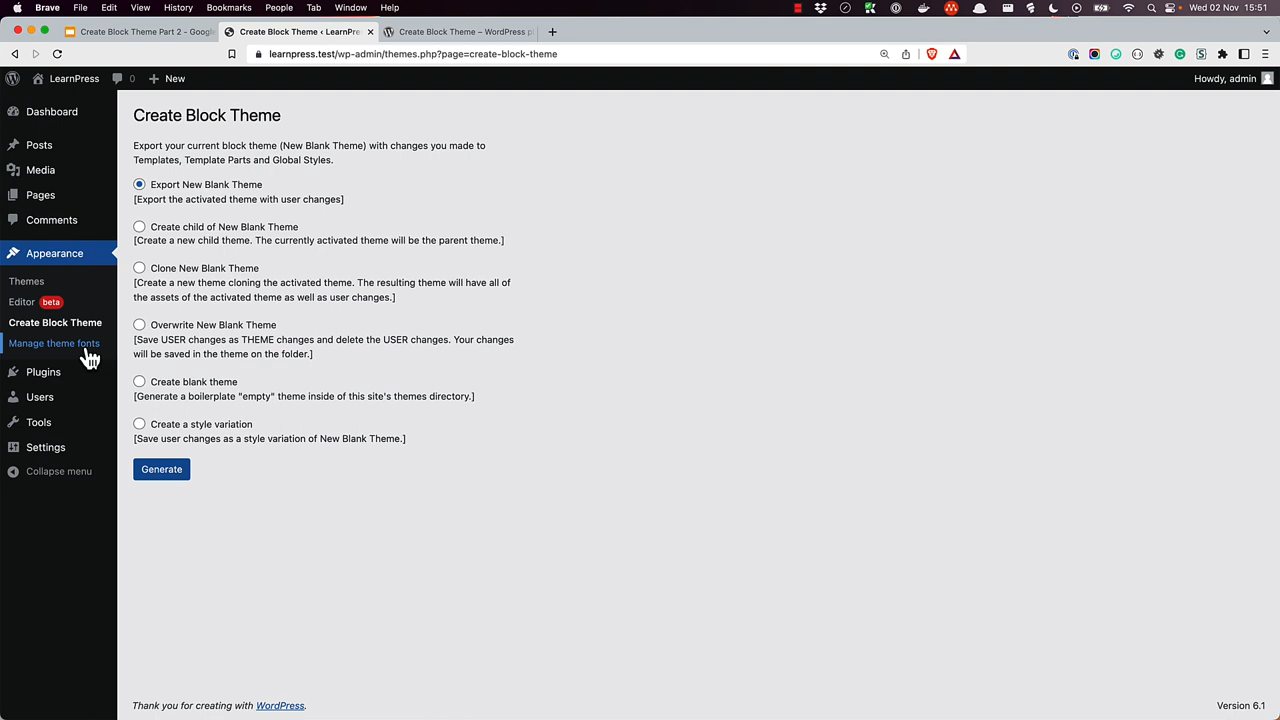 Brave File Edit View History Bookmarks People Tab Window Help Wed 02 Nov 15:51
Create Block Theme Part 2 - Google
Create Block Theme ‹ LearnPres
Create Block Theme – WordPress p
learnpress.test/wp-admin/themes.php?page=create-block-theme
LearnPress 0 New Howdy, admin
Dashboard
Posts
Media
Pages
Comments
Appearance
Themes
Editor beta
Create Block Theme
Manage theme fonts
Plugins
Users
Tools
Settings
Collapse menu
Create Block Theme
Export your current block theme (New Blank Theme) with changes you made to
Templates, Template Parts and Global Styles.
Export New Blank Theme
[Export the activated theme with user changes]
Create child of New Blank Theme
[Create a new child theme. The currently activated theme will be the parent theme.]
Clone New Blank Theme
[Create a new theme cloning the activated theme. The resulting theme will have all of
the assets of the activated theme as well as user changes.]
Overwrite New Blank Theme
[Save USER changes as THEME changes and delete the USER changes. Your changes
will be saved in the theme on the folder.]
Create blank theme
[Generate a boilerplate "empty" theme inside of this site's themes directory.]
Create a style variation
[Save user changes as a style variation of New Blank Theme.]
Generate
Thank you for creating with WordPress. Version 6.1